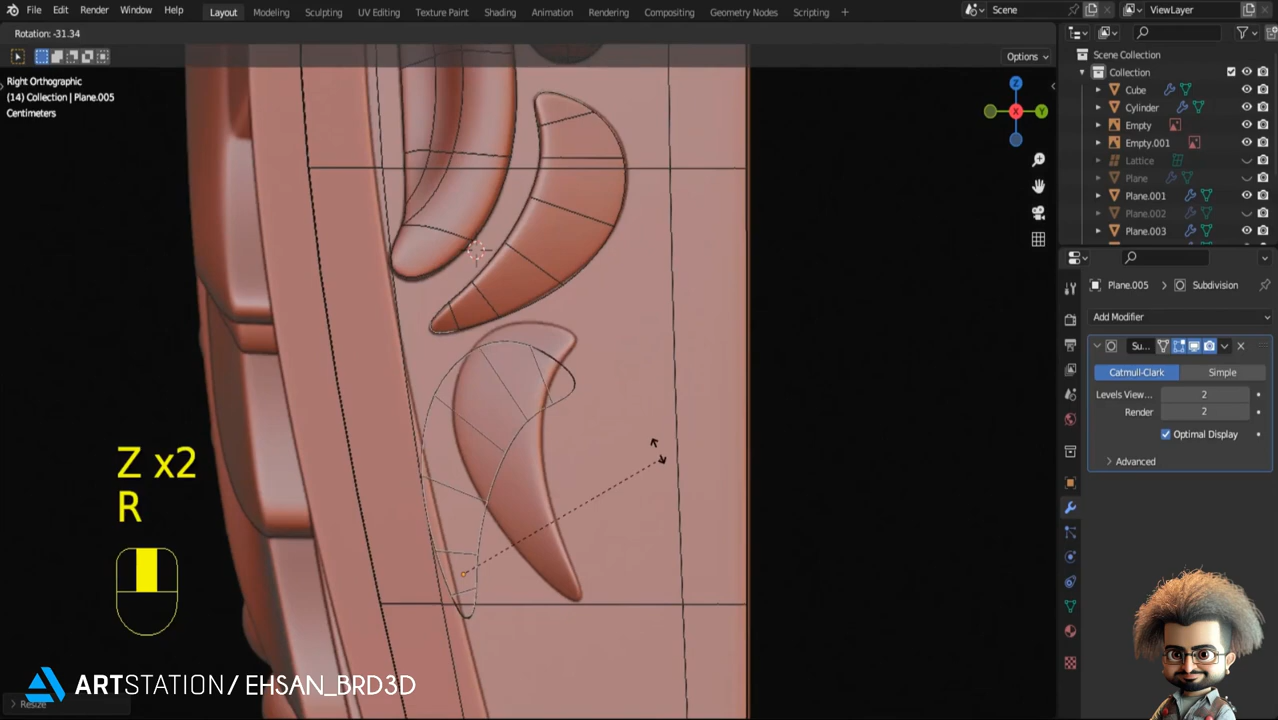 File Edit Render Window Help Layout Modeling Sculpting UV Editing Texture Paint Shading Animation Rendering Compositing Geometry Nodes Scripting + Scene ViewLayer
Rotation: -31.34
Options
Right Orthographic
(14) Collection | Plane.005
Centimeters
Z
Y
X
Scene Collection
Collection
Cube
Cylinder
Empty
Empty.001
Lattice
Plane
Plane.001
Plane.002
Plane.003
Plane.005 > Subdivision
Add Modifier
Su...
Catmull-Clark Simple
Levels View... 2
Render 2
Optimal Display
Advanced
Z x2
R
ARTSTATION/ EHSAN_BRD3D
Resize